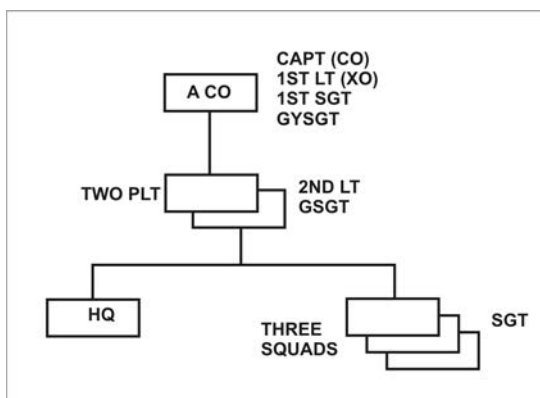 A CO
CAPT (CO)
1ST LT (XO)
1ST SGT
GYSGT
TWO PLT
2ND LT
GSGT
HQ
THREE
SQUADS
SGT